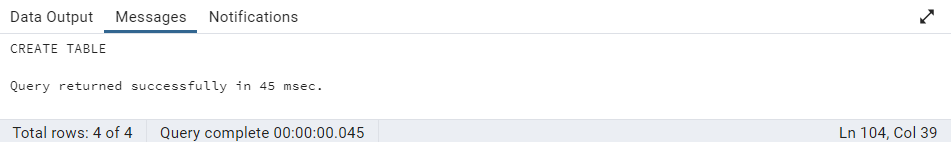 Data Output Messages Notifications
CREATE TABLE
Query returned successfully in 45 msec.
Total rows: 4 of 4 Query complete 00:00:00.045 Ln 104, Col 39